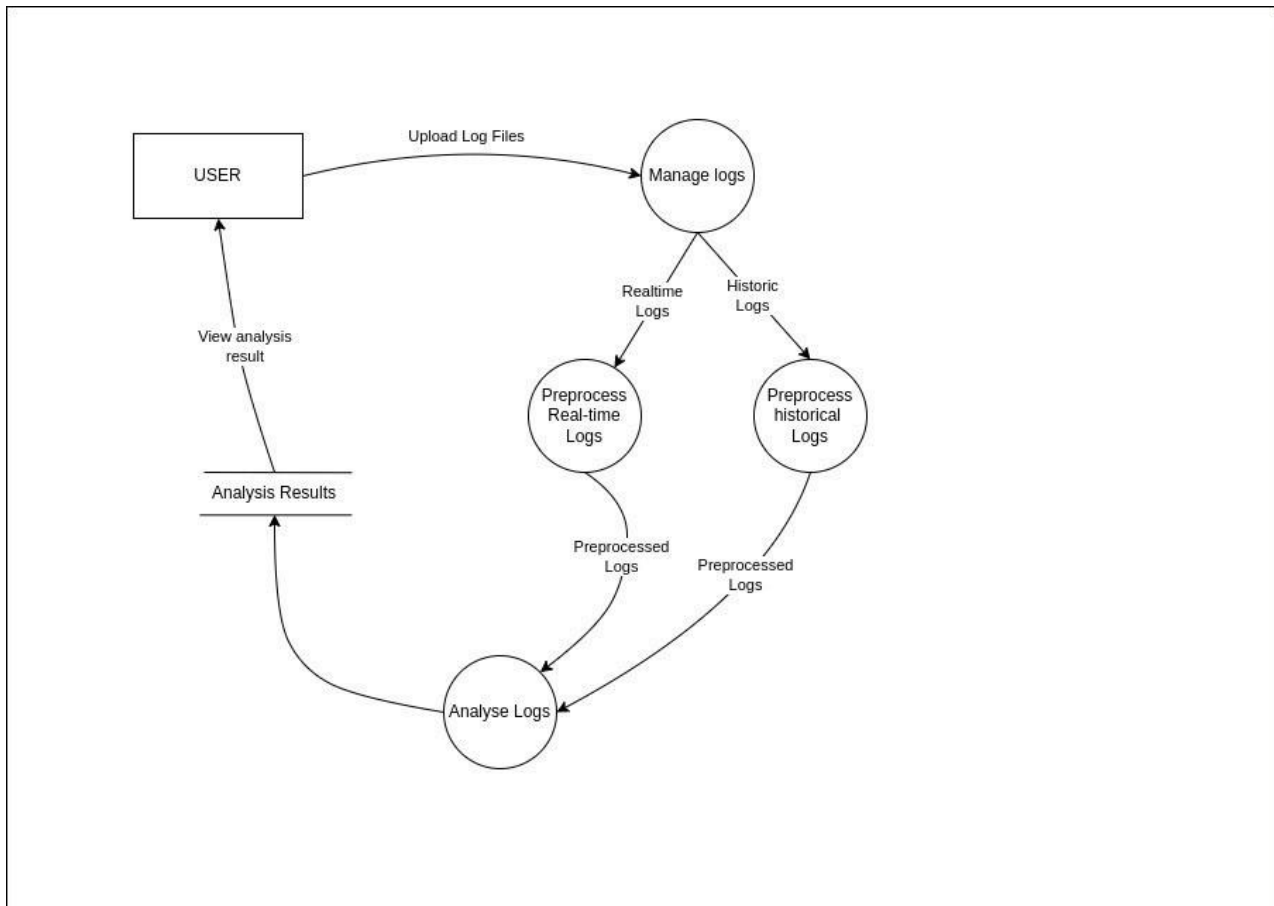 Upload Log Files
USER
Manage logs
Realtime
Logs
Historic
Logs
View analysis
result
Preprocess
Real-time
Logs
Preprocess
historical
Logs
Analysis Results
Preprocessed
Logs
Preprocessed
Logs
Analyse Logs